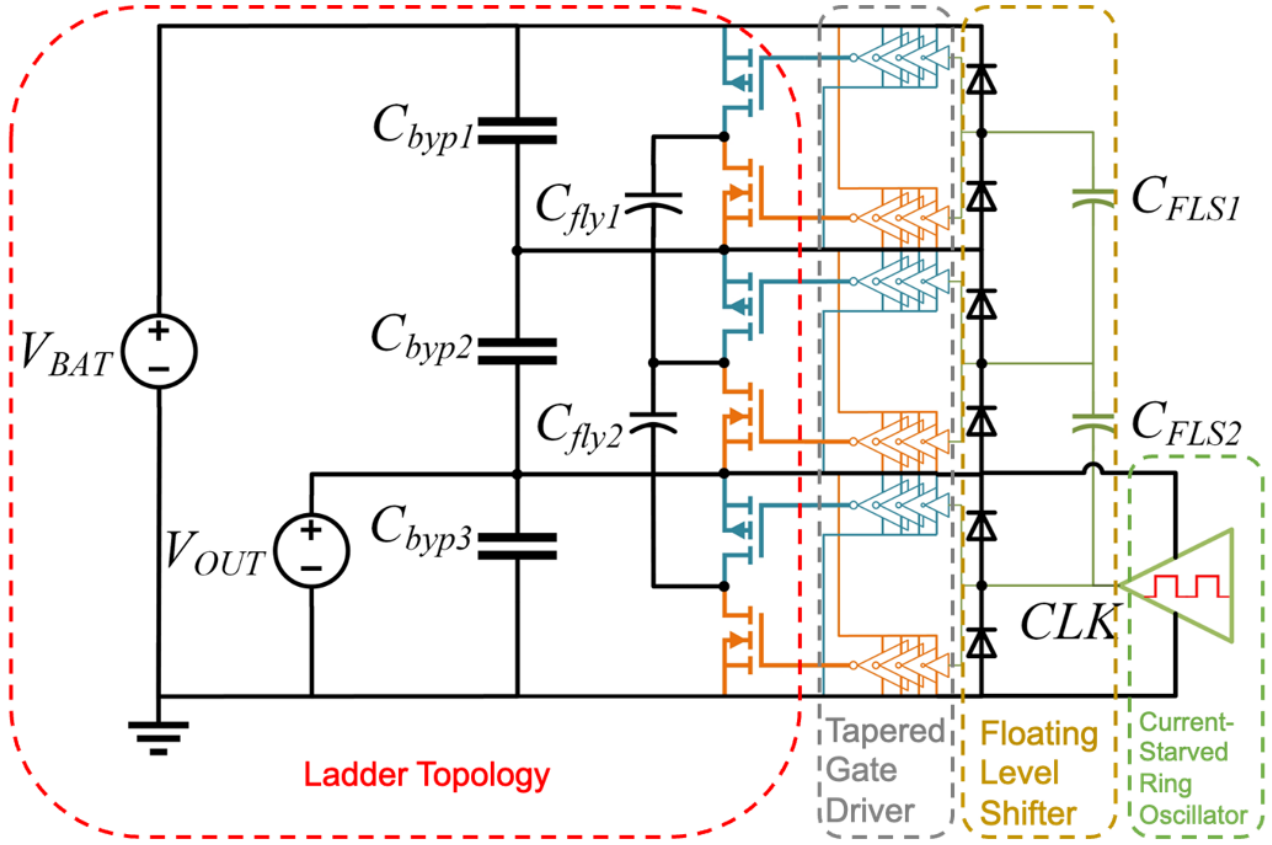 C_byp1
C_fly1
C_FLS1
V_BAT
+
−
C_byp2
C_fly2
C_FLS2
V_OUT
+
−
C_byp3
CLK
Ladder Topology
Tapered
Gate
Driver
Floating
Level
Shifter
Current-
Starved
Ring
Oscillator